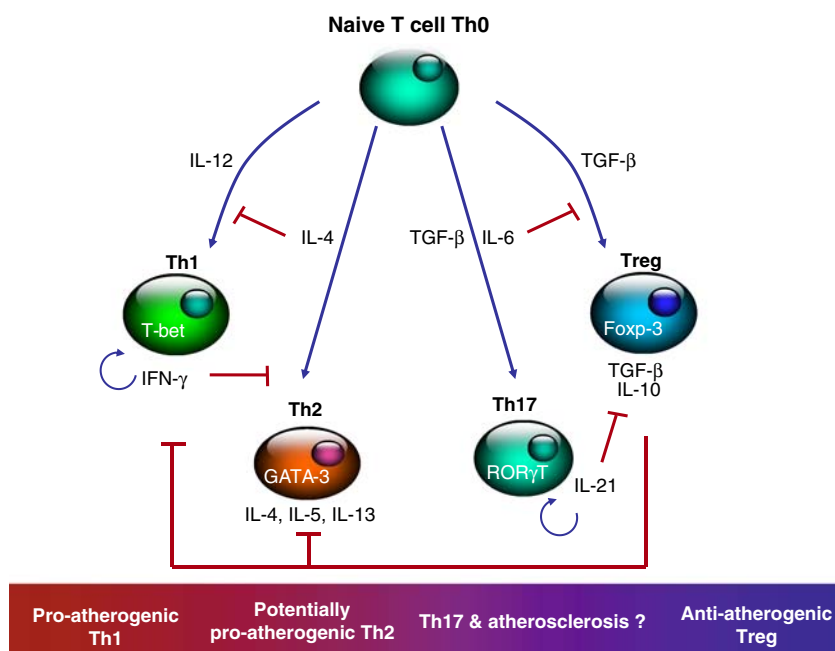 Naive T cell Th0
IL-12
TGF-β
IL-4
TGF-β
IL-6
Th1
Treg
T-bet
Foxp-3
IFN-γ
TGF-β
IL-10
Th2
Th17
GATA-3
RORγT
IL-21
IL-4, IL-5, IL-13
Pro-atherogenic
Th1
Potentially
pro-atherogenic Th2
Th17 & atherosclerosis ?
Anti-atherogenic
Treg